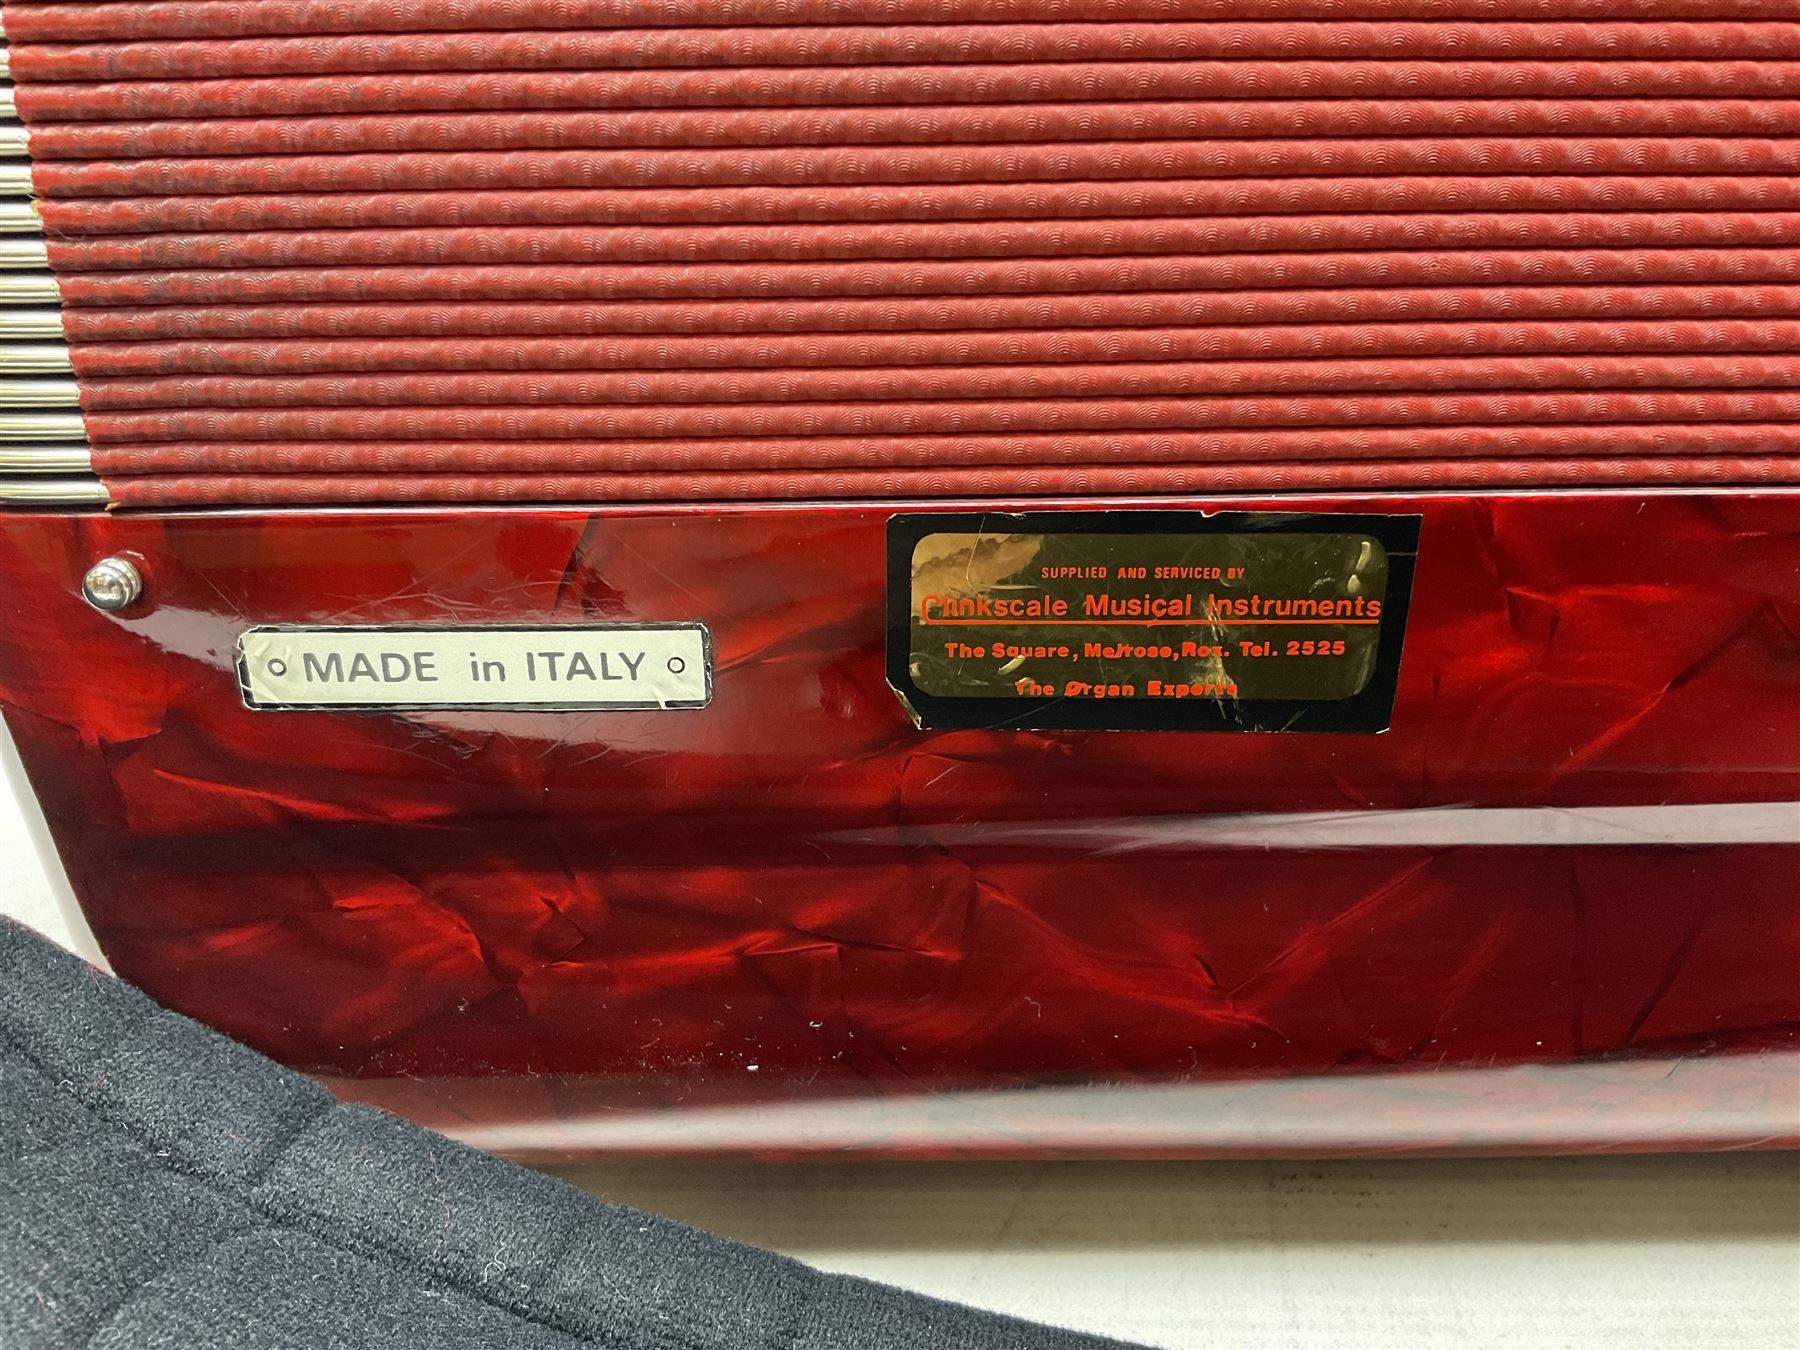 MADE in ITALY
SUPPLIED AND SERVICED BY
Clinkscale Musical Instruments
The Square, Melrose, Rox. Tel. 2525
The Organ Experts